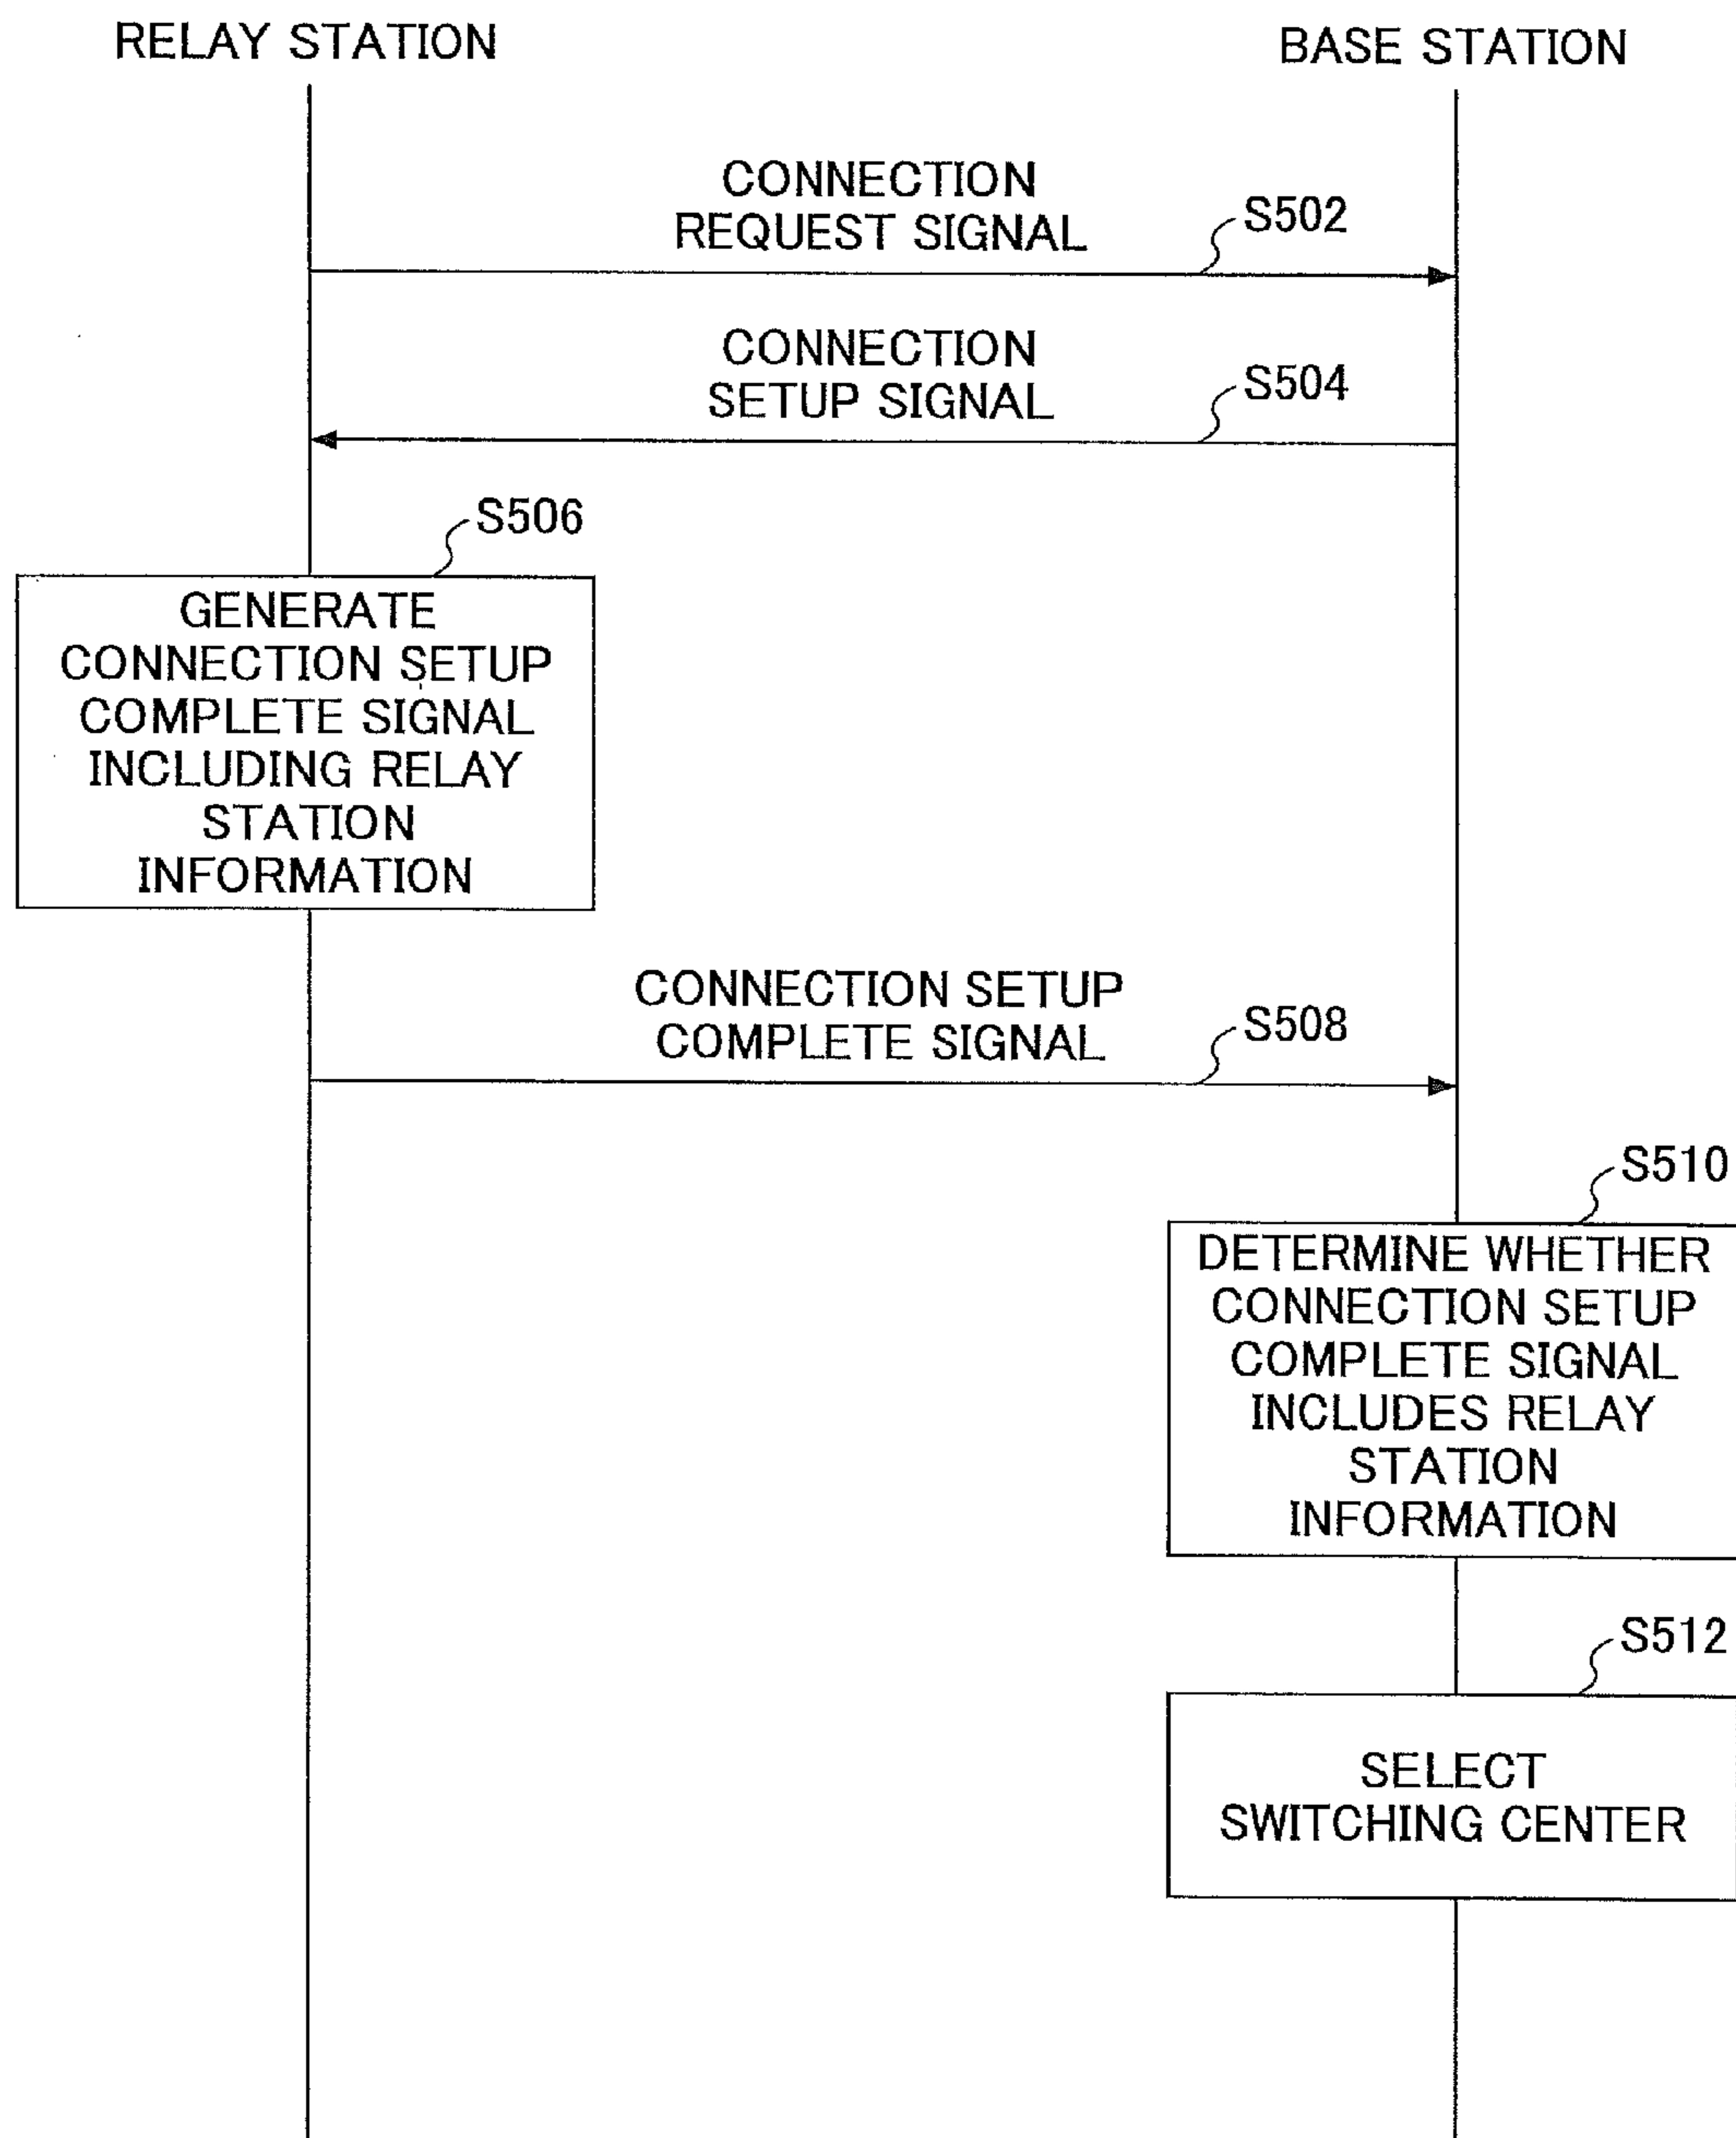 RELAY STATION
BASE STATION
CONNECTION
REQUEST SIGNAL
S502
CONNECTION
SETUP SIGNAL
S504
S506
GENERATE
CONNECTION SETUP
COMPLETE SIGNAL
INCLUDING RELAY
STATION
INFORMATION
CONNECTION SETUP
COMPLETE SIGNAL
S508
S510
DETERMINE WHETHER
CONNECTION SETUP
COMPLETE SIGNAL
INCLUDES RELAY
STATION
INFORMATION
S512
SELECT
SWITCHING CENTER